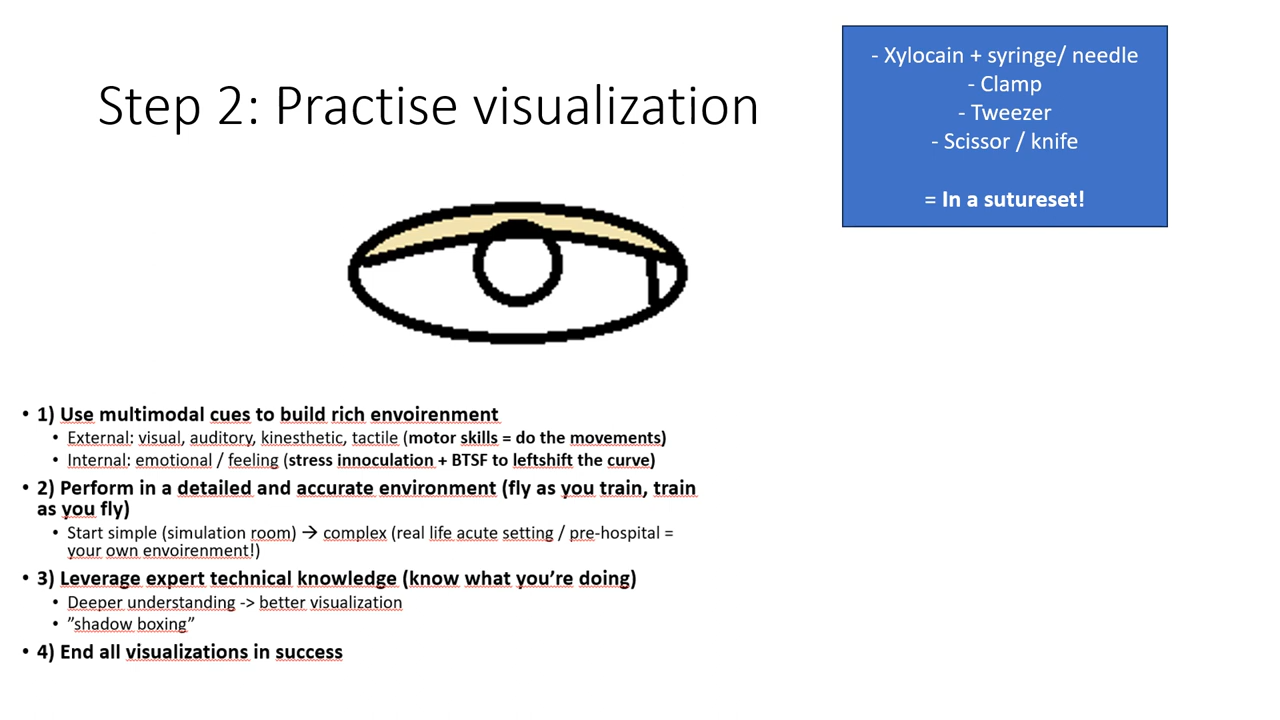 Step 2: Practise visualization
- Xylocain + syringe/ needle
- Clamp
- Tweezer
- Scissor / knife
= In a sutureset!
• 1) Use multimodal cues to build rich envoirenment
• External: visual, auditory, kinesthetic, tactile (motor skills = do the movements)
• Internal: emotional / feeling (stress innoculation + BTSF to leftshift the curve)
• 2) Perform in a detailed and accurate environment (fly as you train, train
as you fly)
• Start simple (simulation room) → complex (real life acute setting / pre-hospital =
your own envoirenment!)
• 3) Leverage expert technical knowledge (know what you’re doing)
• Deeper understanding -> better visualization
• ”shadow boxing”
• 4) End all visualizations in success